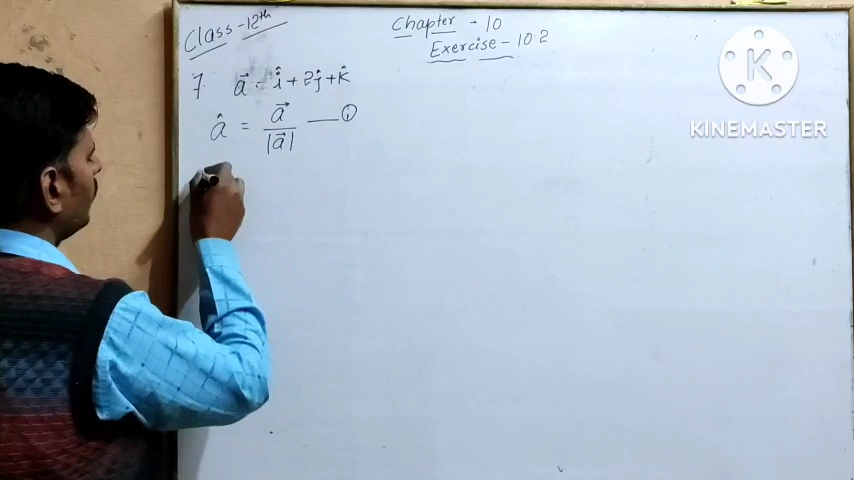 Class - 12th
Chapter - 10
Exercise - 10.2
7. a⃗ = î + 2ĵ + k̂
â = a⃗ / |a⃗| — ①
K
KINEMASTER